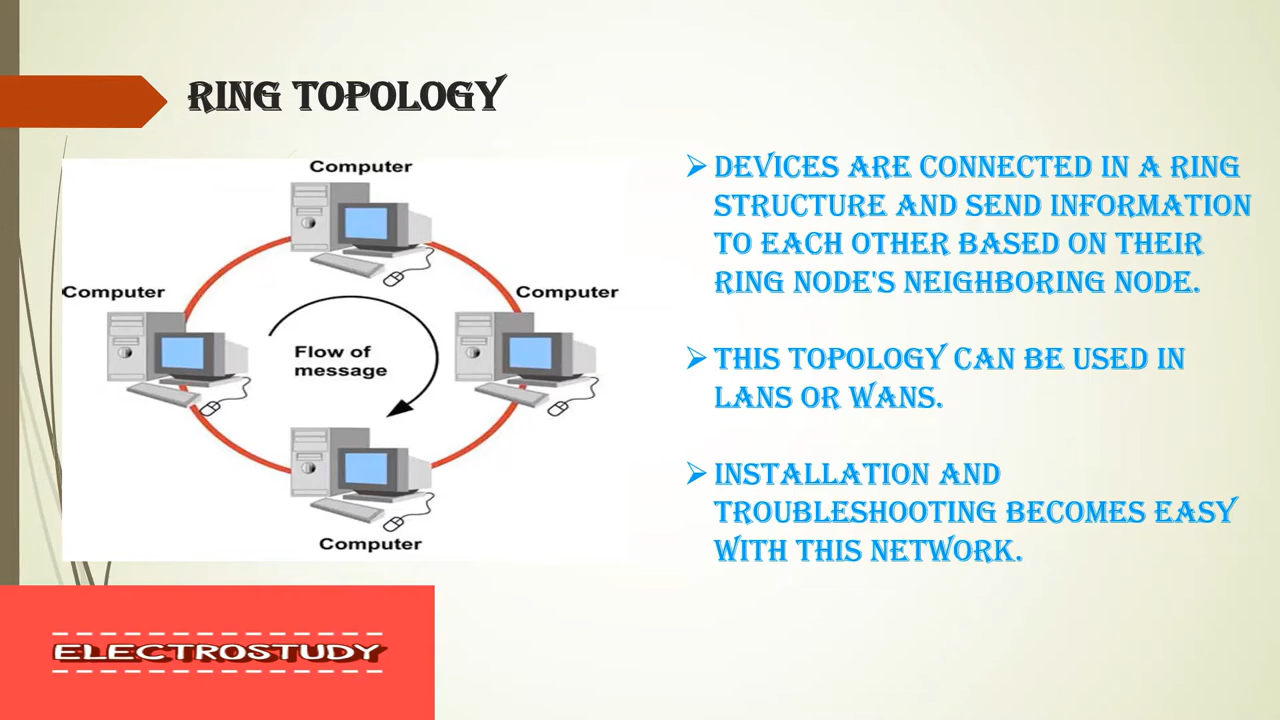 RING TOPOLOGY
Computer
Computer
Computer
Flow of
message
Computer
➢ DEVICES ARE CONNECTED IN A RING
STRUCTURE AND SEND INFORMATION
TO EACH OTHER BASED ON THEIR
RING NODE'S NEIGHBORING NODE.
➢ THIS TOPOLOGY CAN BE USED IN
LANS OR WANS.
➢ INSTALLATION AND
TROUBLESHOOTING BECOMES EASY
WITH THIS NETWORK.
ELECTROSTUDY